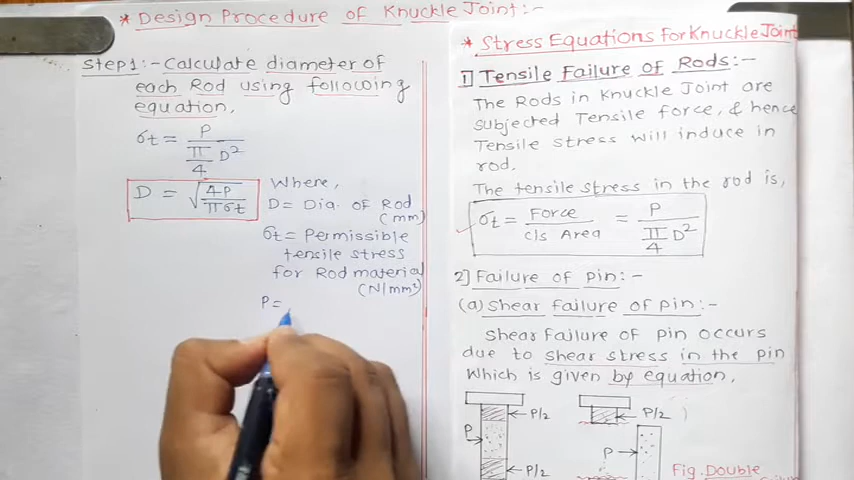 * Design Procedure of Knuckle Joint:-
Step1:- Calculate diameter of
each Rod using following
equation,
σt = P / (π/4 D²)
D = √(4P / πσt)
Where,
D = Dia. of Rod
(mm)
σt = Permissible
tensile stress
for Rod material
(N/mm²)
P =
* Stress Equations for Knuckle Joint
1] Tensile Failure of Rods:-
The Rods in Knuckle Joint are
subjected Tensile force, & hence
Tensile stress will induce in
rod.
The tensile stress in the rod is,
σt = Force / c/s Area = P / (π/4 D²)
2] Failure of pin:-
(a) Shear failure of pin:-
Shear Failure of pin occurs
due to shear stress in the pin
which is given by equation,
P/2
P/2
P
P
P/2
Fig. Double